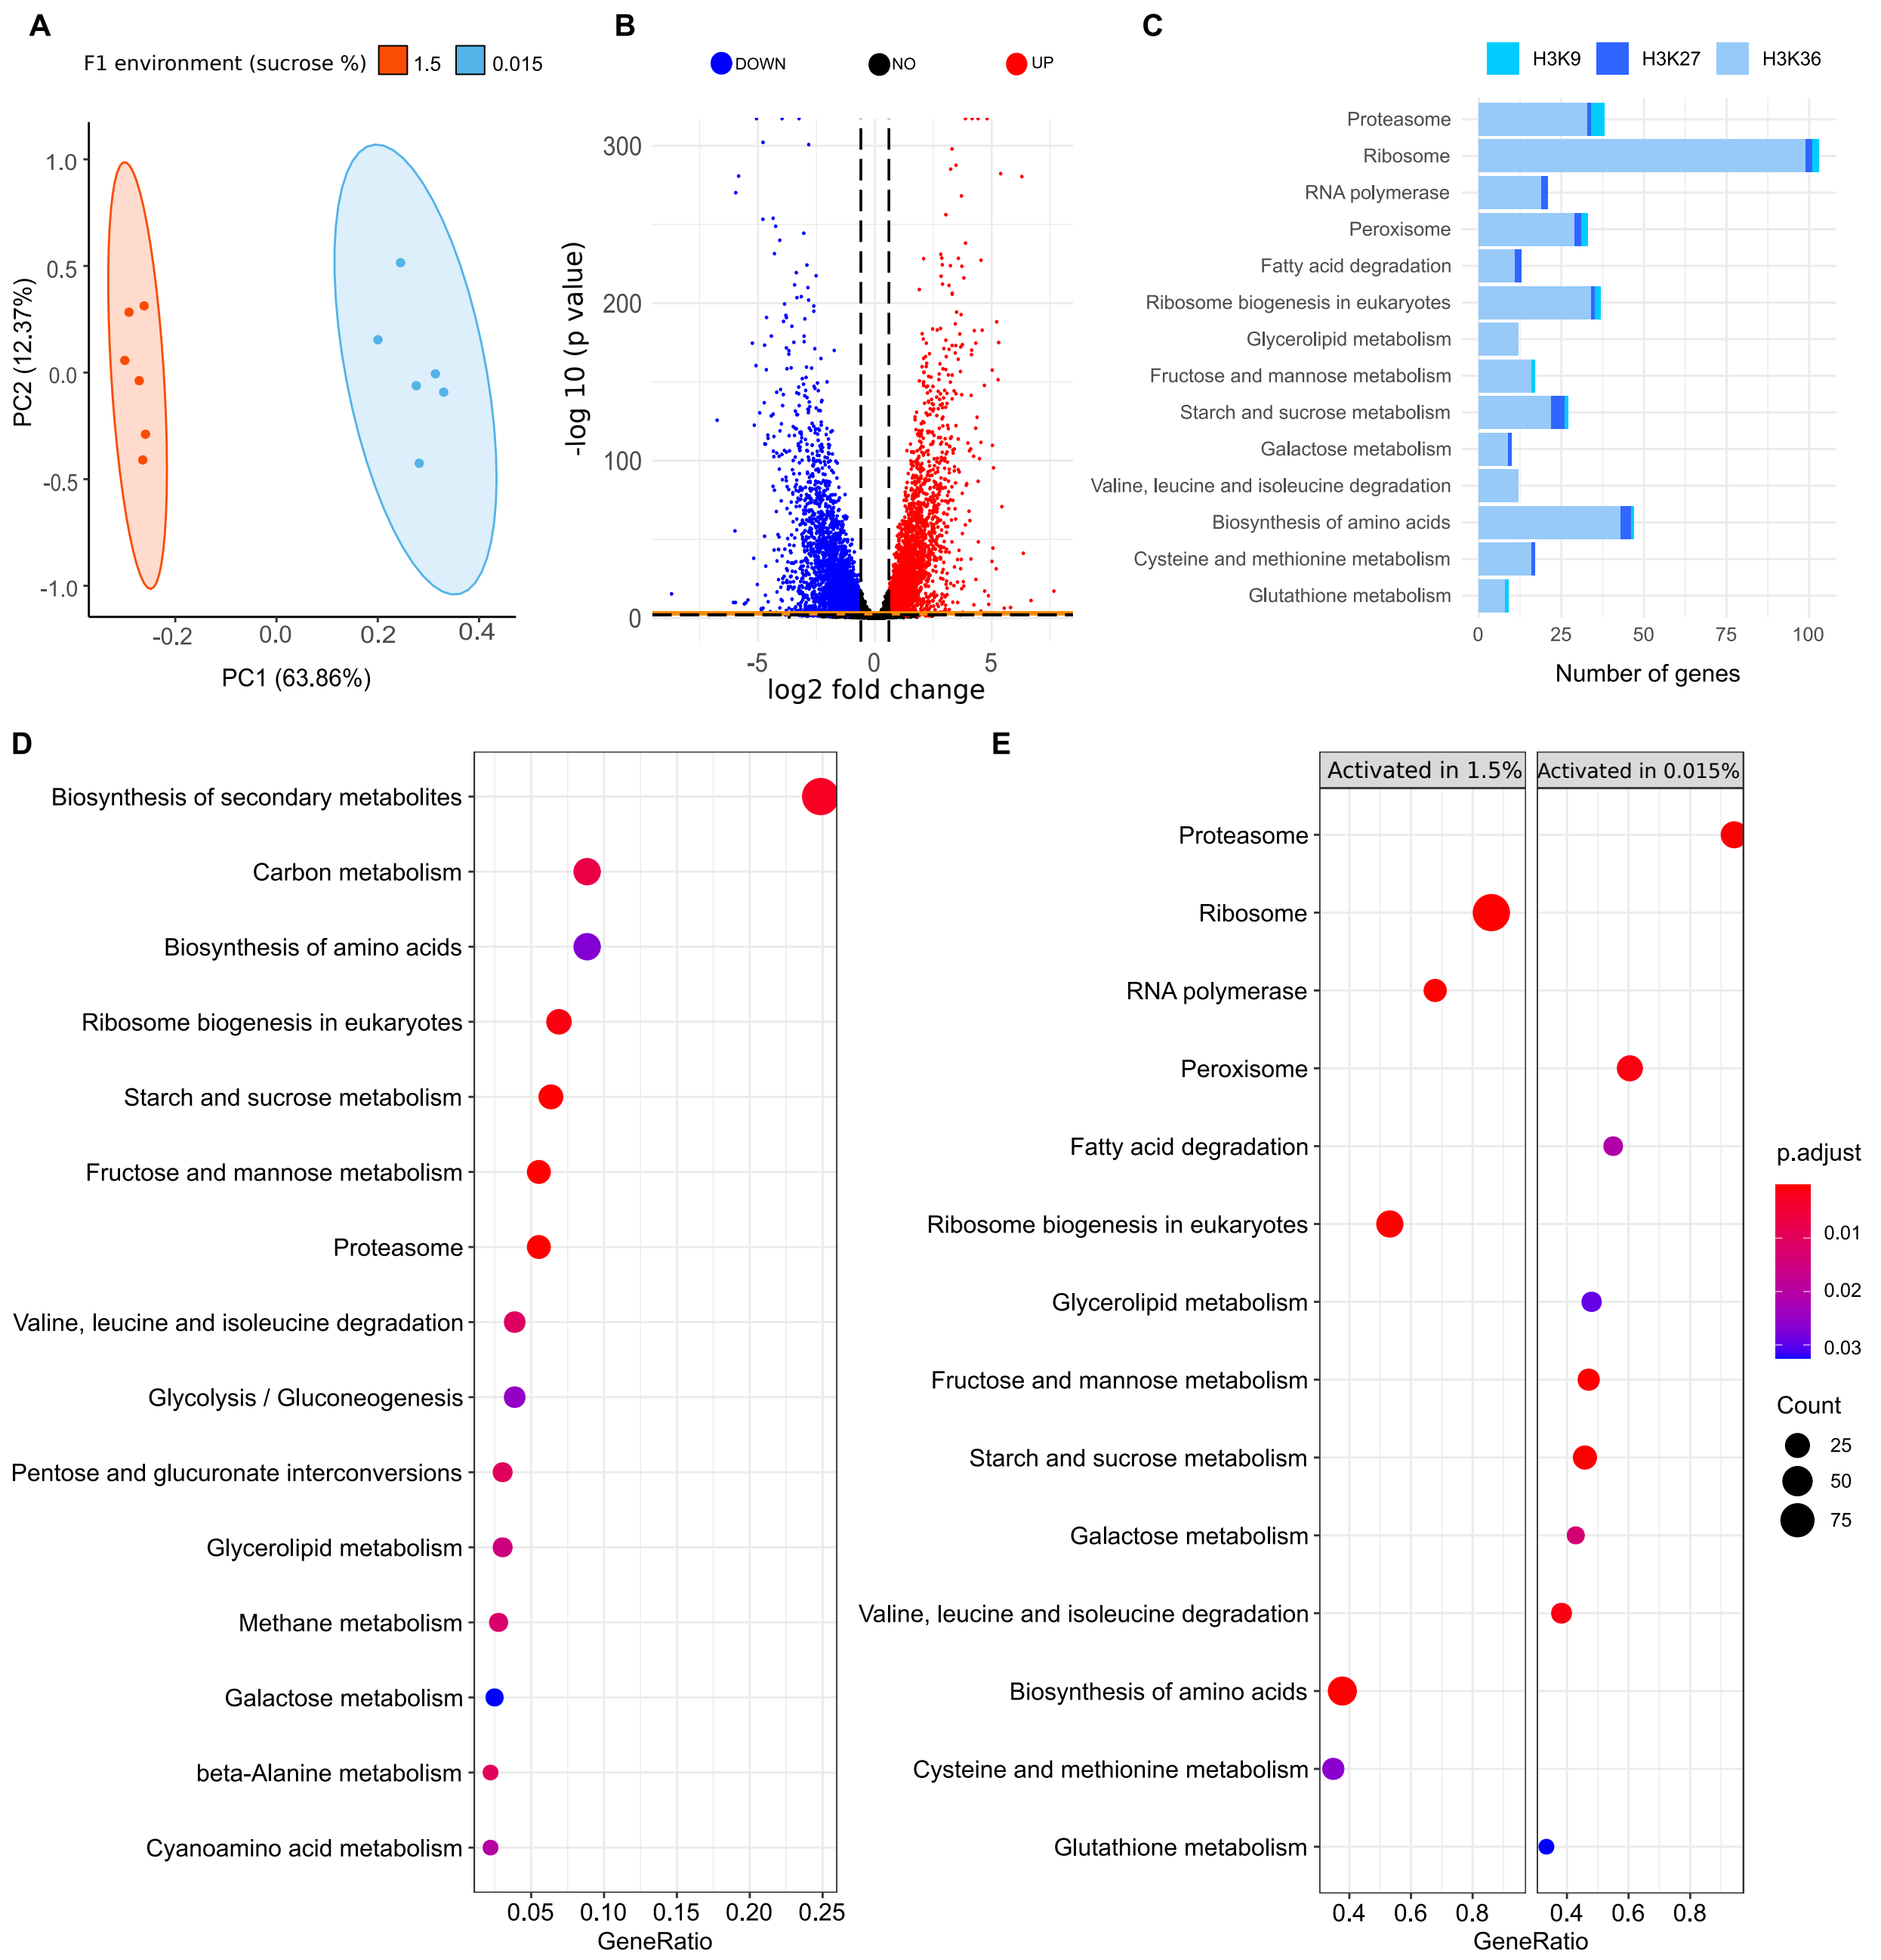 A
F1 environment (sucrose %) 1.5 0.015
PC2 (12.37%)
1.0
0.5
0.0
-0.5
-1.0
-0.2 0.0 0.2 0.4
PC1 (63.86%)
B
DOWN NO UP
-log 10 (p value)
300
200
100
0
-5 0 5
log2 fold change
C
H3K9 H3K27 H3K36
Proteasome
Ribosome
RNA polymerase
Peroxisome
Fatty acid degradation
Ribosome biogenesis in eukaryotes
Glycerolipid metabolism
Fructose and mannose metabolism
Starch and sucrose metabolism
Galactose metabolism
Valine, leucine and isoleucine degradation
Biosynthesis of amino acids
Cysteine and methionine metabolism
Glutathione metabolism
0 25 50 75 100
Number of genes
D
Biosynthesis of secondary metabolites
Carbon metabolism
Biosynthesis of amino acids
Ribosome biogenesis in eukaryotes
Starch and sucrose metabolism
Fructose and mannose metabolism
Proteasome
Valine, leucine and isoleucine degradation
Glycolysis / Gluconeogenesis
Pentose and glucuronate interconversions
Glycerolipid metabolism
Methane metabolism
Galactose metabolism
beta-Alanine metabolism
Cyanoamino acid metabolism
0.05 0.10 0.15 0.20 0.25
GeneRatio
E
Activated in 1.5% Activated in 0.015%
Proteasome
Ribosome
RNA polymerase
Peroxisome
Fatty acid degradation
Ribosome biogenesis in eukaryotes
Glycerolipid metabolism
Fructose and mannose metabolism
Starch and sucrose metabolism
Galactose metabolism
Valine, leucine and isoleucine degradation
Biosynthesis of amino acids
Cysteine and methionine metabolism
Glutathione metabolism
0.4 0.6 0.8 0.4 0.6 0.8
GeneRatio
p.adjust
0.01
0.02
0.03
Count
25
50
75